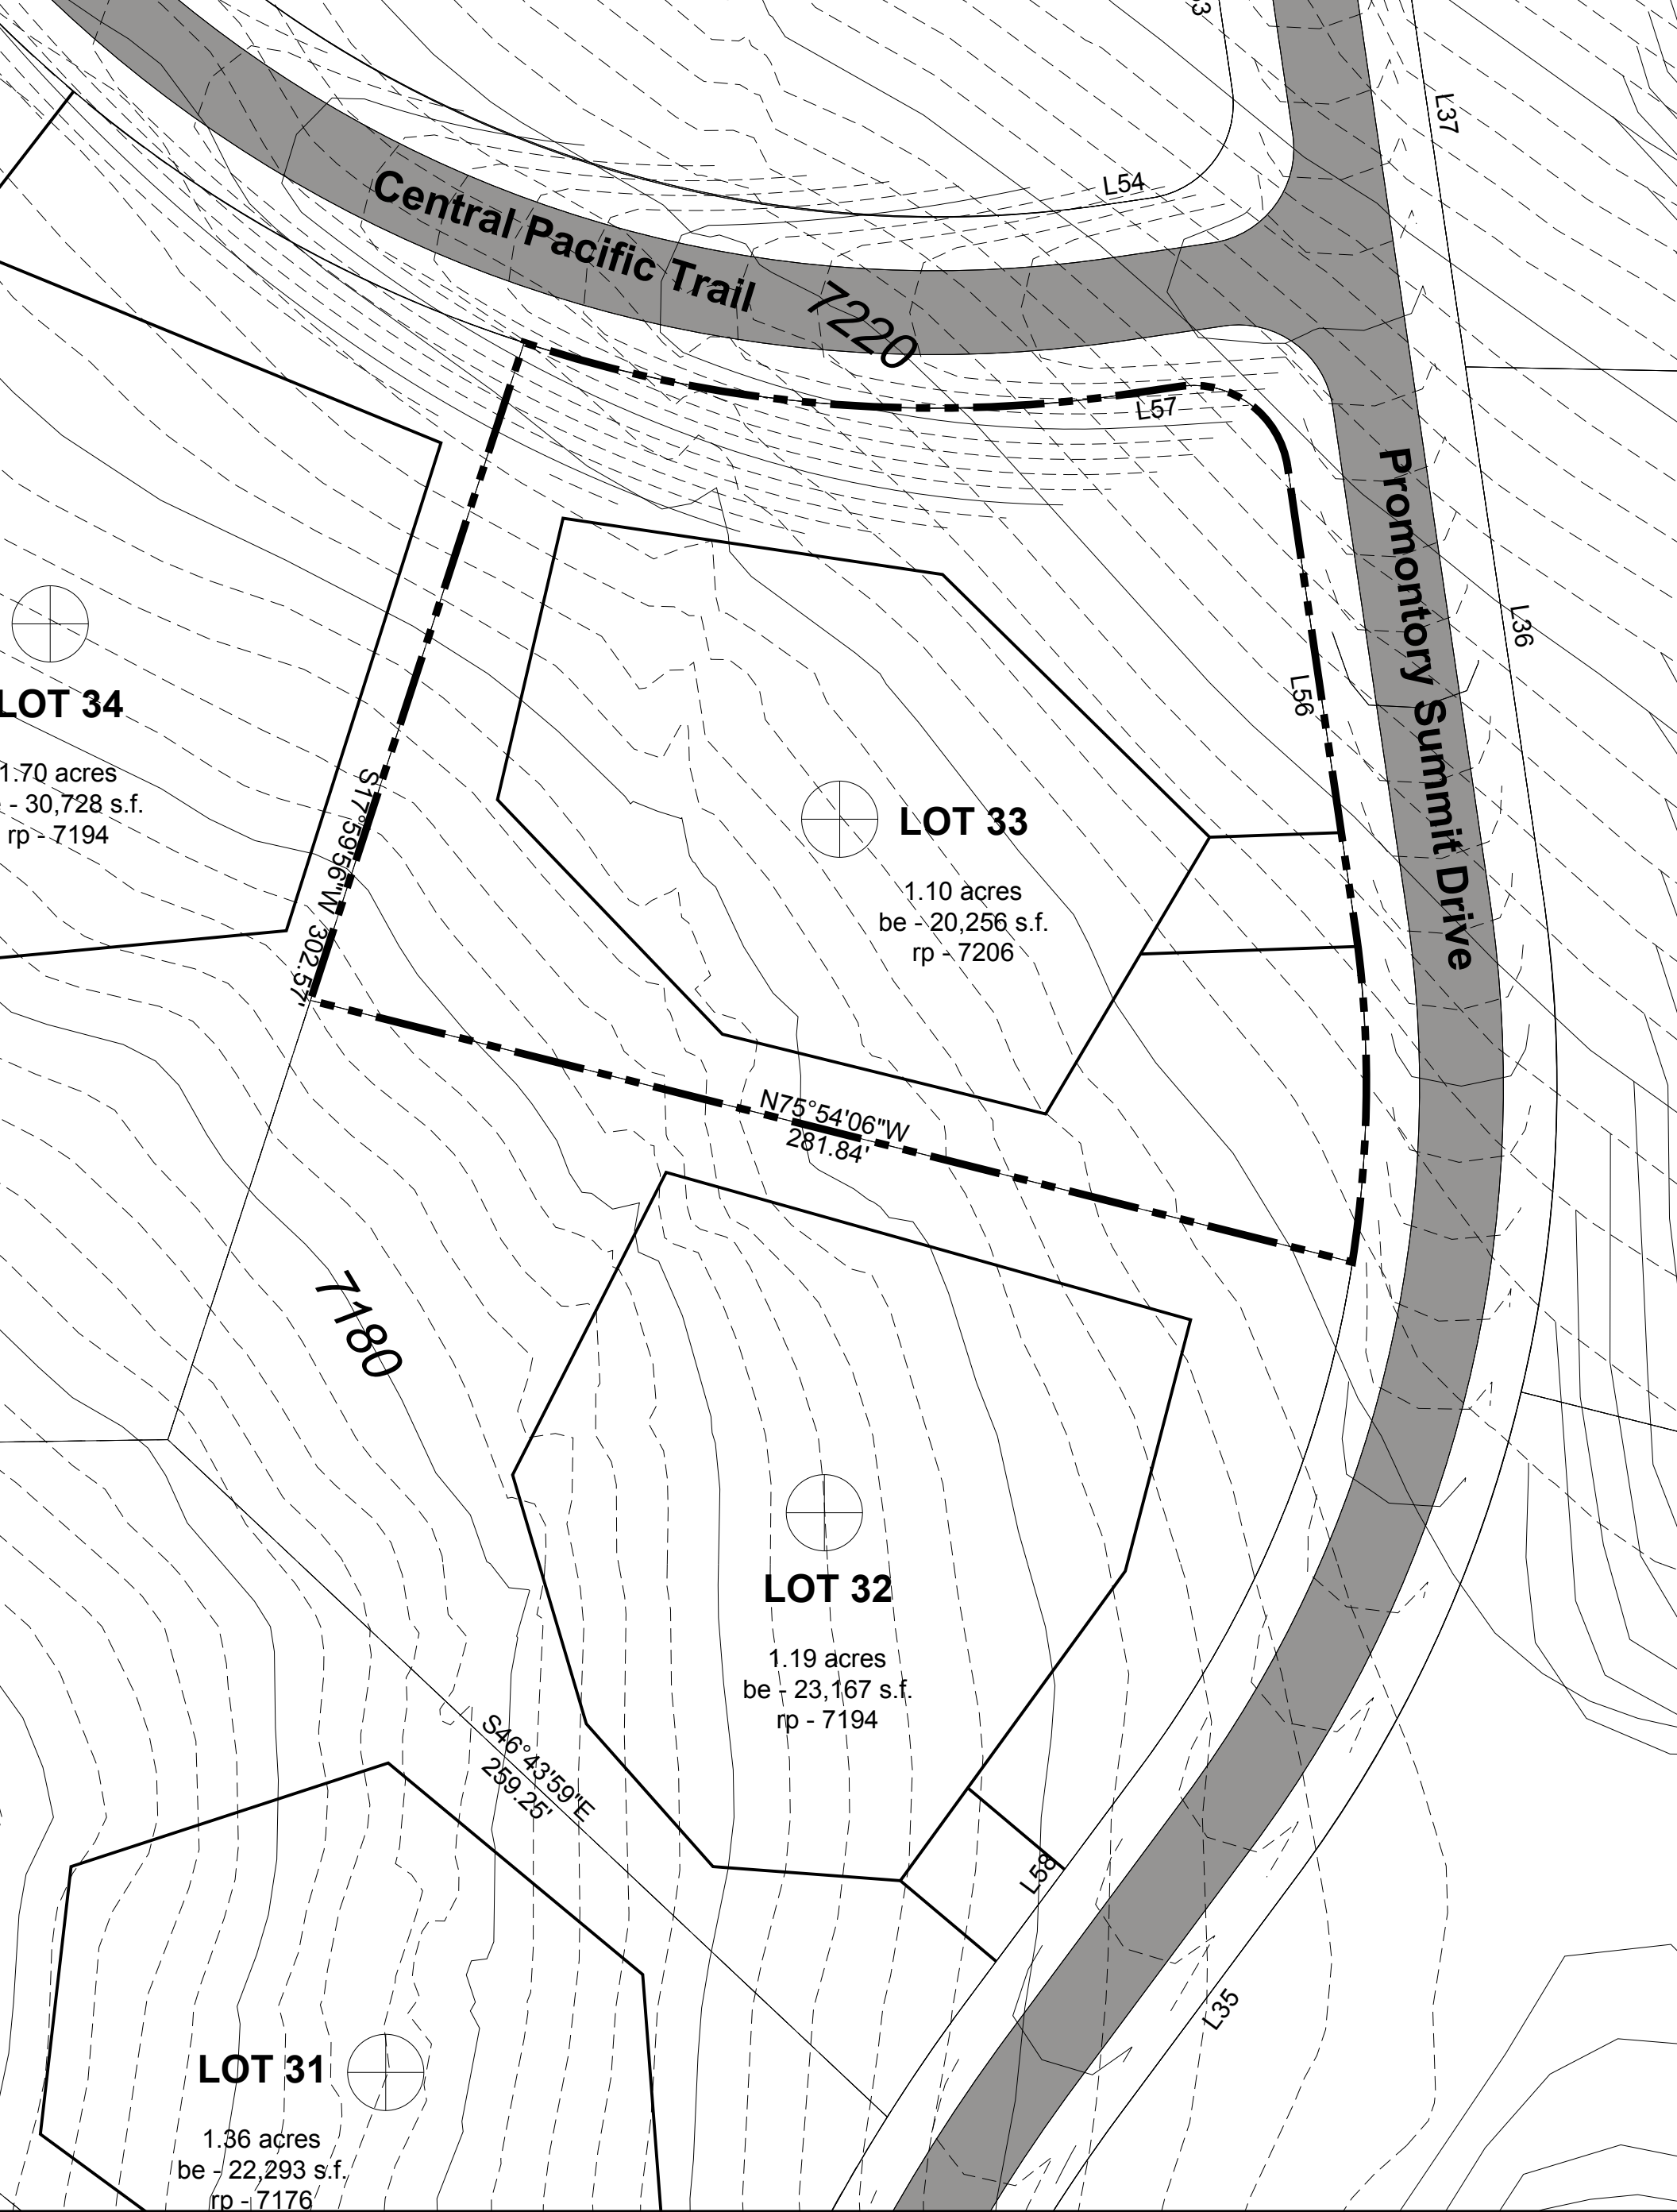 53
L37
L54
Central Pacific Trail
7220
L57
Promontory Summit Drive
L36
L56
LOT 34
1.70 acres
- 30,728 s.f.
rp - 7194
S17°59'56"W 302.57'
LOT 33
1.10 acres
be - 20,256 s.f.
rp - 7206
N75°54'06"W
281.84'
7180
LOT 32
1.19 acres
be - 23,167 s.f.
rp - 7194
S46°43'59"E
259.25'
L58
L35
LOT 31
1.36 acres
be - 22,293 s.f.
rp - 7176